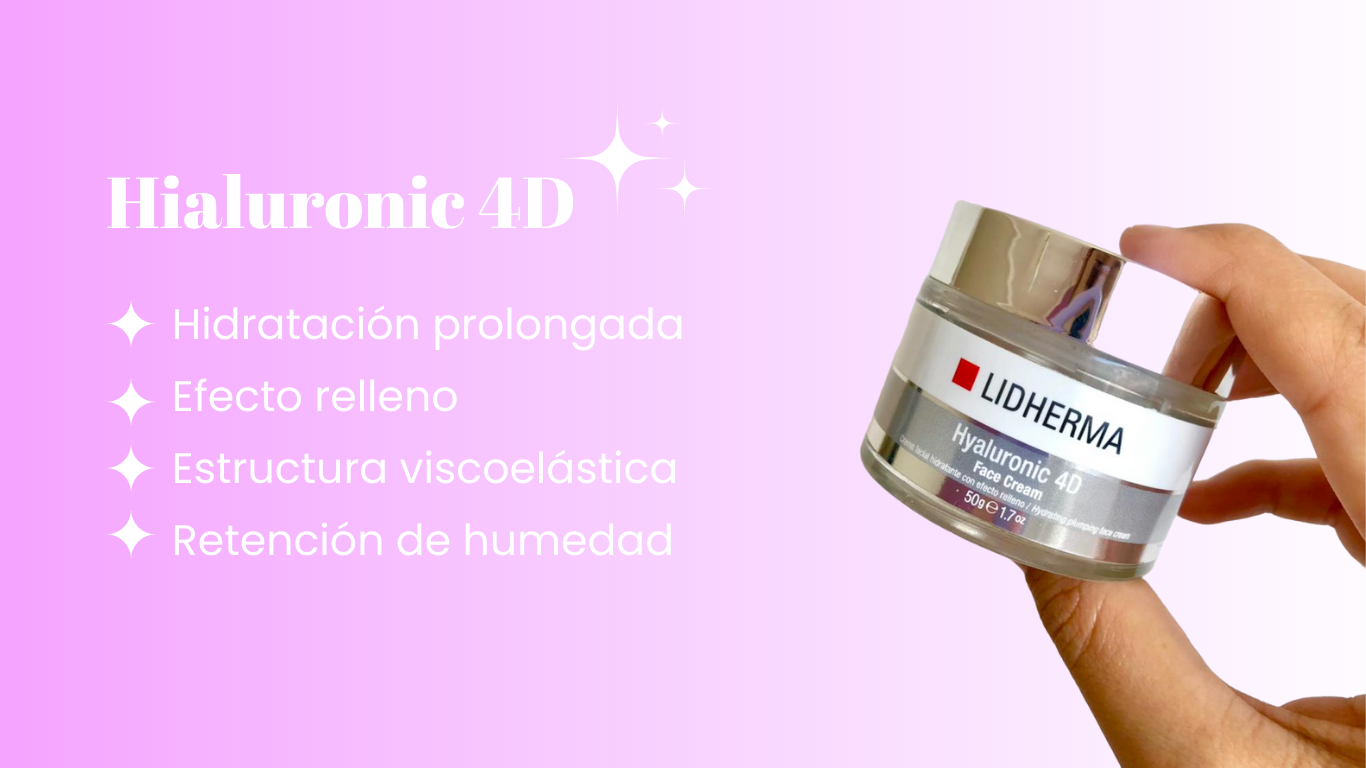 Hialuronic 4D
Hidratación prolongada
Efecto relleno
Estructura viscoelástica
Retención de humedad
LIDHERMA
Hyaluronic 4D
Face Cream
Crema facial hidratante con efecto relleno / Hydrating plumping face cream
50g ℮ 1.7 oz